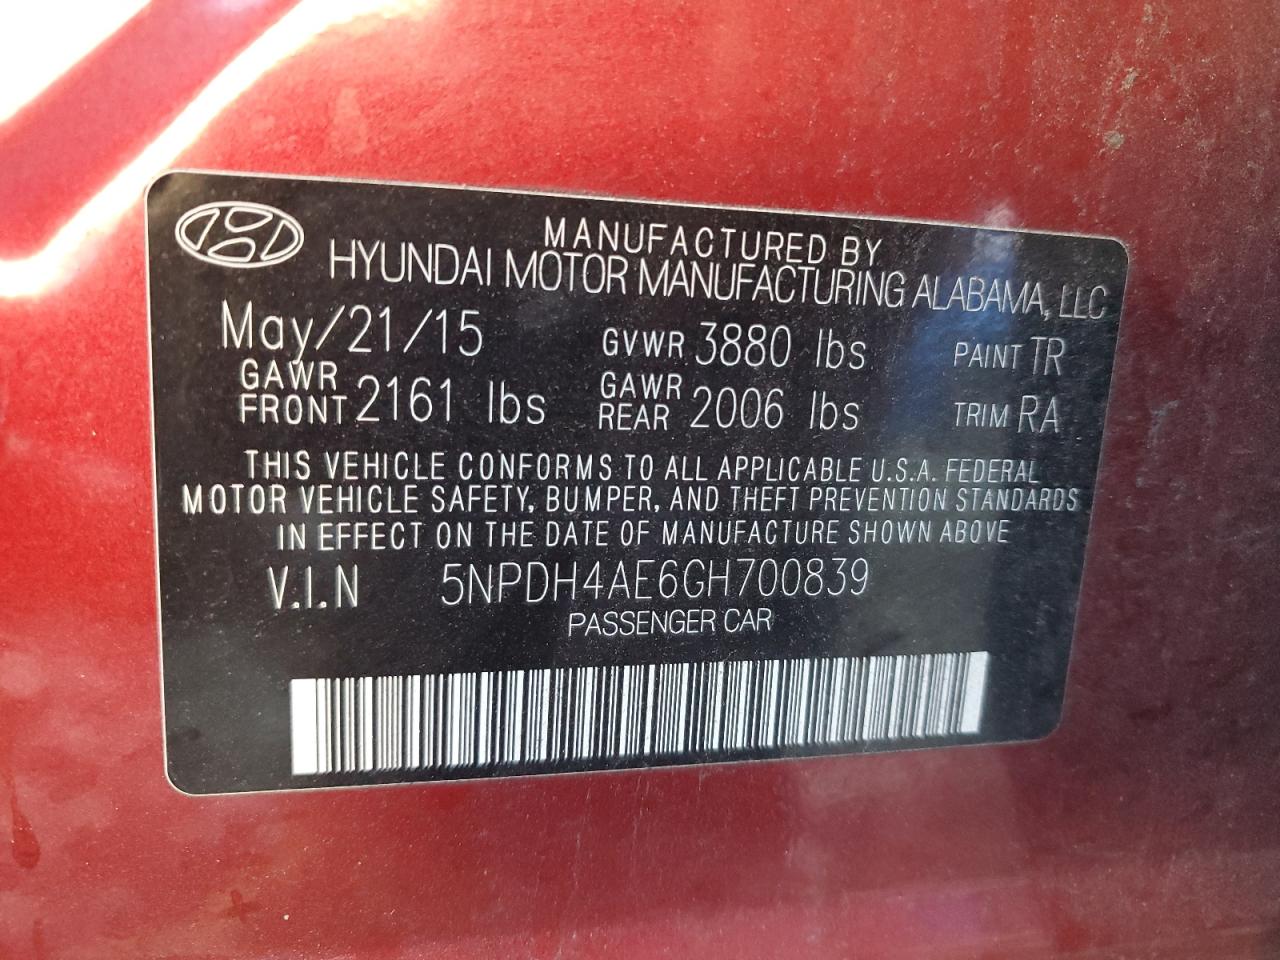 MANUFACTURED BY
HYUNDAI MOTOR MANUFACTURING ALABAMA, LLC
May/21/15 GVWR 3880 lbs PAINT TR
GAWR FRONT 2161 lbs GAWR REAR 2006 lbs TRIM RA
THIS VEHICLE CONFORMS TO ALL APPLICABLE U.S.A. FEDERAL
MOTOR VEHICLE SAFETY, BUMPER, AND THEFT PREVENTION STANDARDS
IN EFFECT ON THE DATE OF MANUFACTURE SHOWN ABOVE
V.I.N 5NPDH4AE6GH700839
PASSENGER CAR